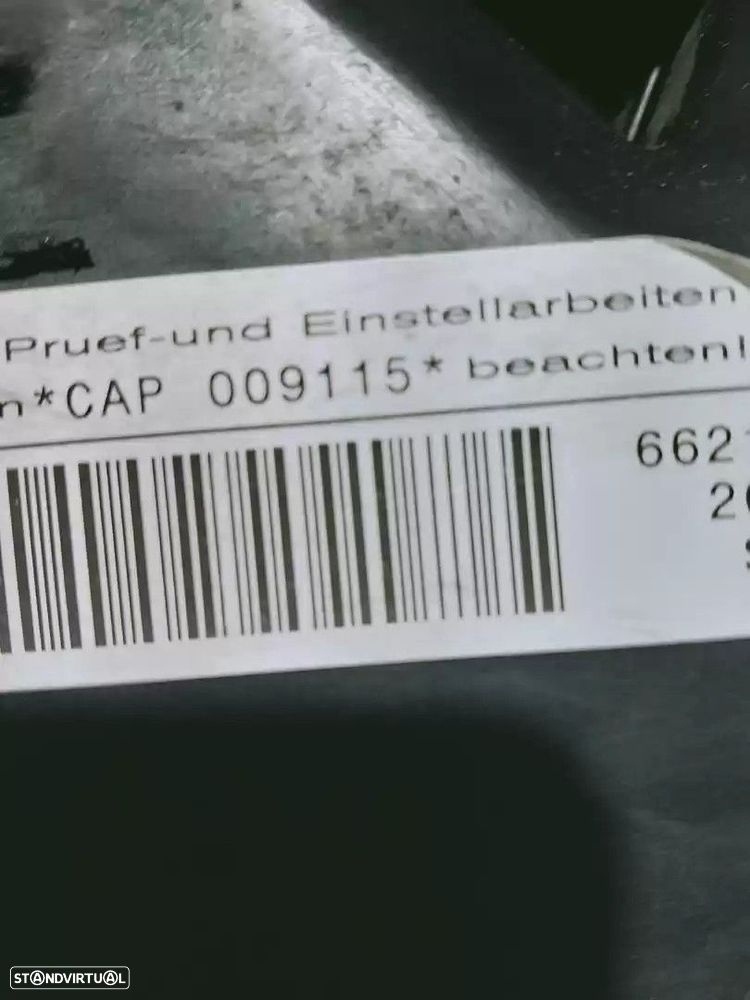 Pruef-und Einstellarbeiten
n*CAP 009115* beachten!
662
2
STANDVIRTUAL